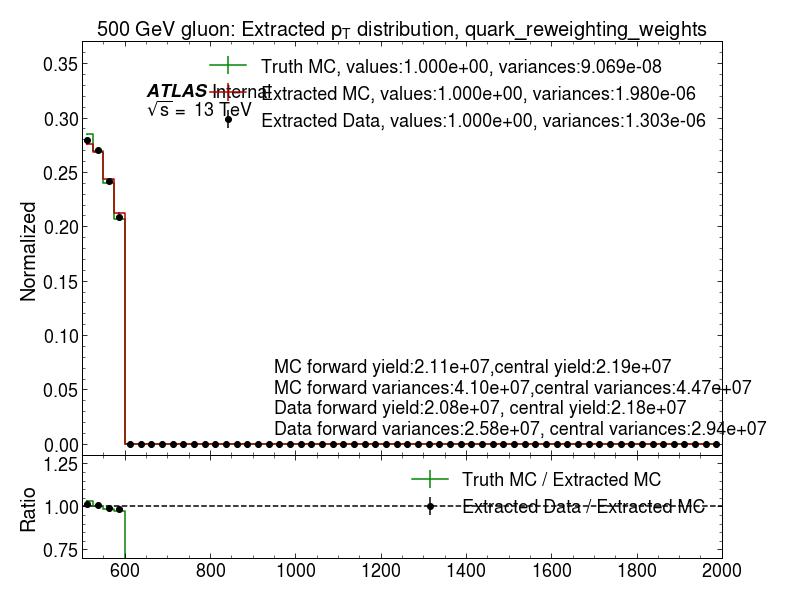 500 GeV gluon: Extracted pT distribution, quark_reweighting_weights
Truth MC, values:1.000e+00, variances:9.069e-08
ATLAS Internal
Extracted MC, values:1.000e+00, variances:1.980e-06
√s = 13 TeV
Extracted Data, values:1.000e+00, variances:1.303e-06
Normalized
0.35
0.30
0.25
0.20
0.15
0.10
0.05
0.00
MC forward yield:2.11e+07,central yield:2.19e+07
MC forward variances:4.10e+07,central variances:4.47e+07
Data forward yield:2.08e+07, central yield:2.18e+07
Data forward variances:2.58e+07, central variances:2.94e+07
Ratio
1.25
1.00
0.75
Truth MC / Extracted MC
Extracted Data / Extracted MC
600 800 1000 1200 1400 1600 1800 2000